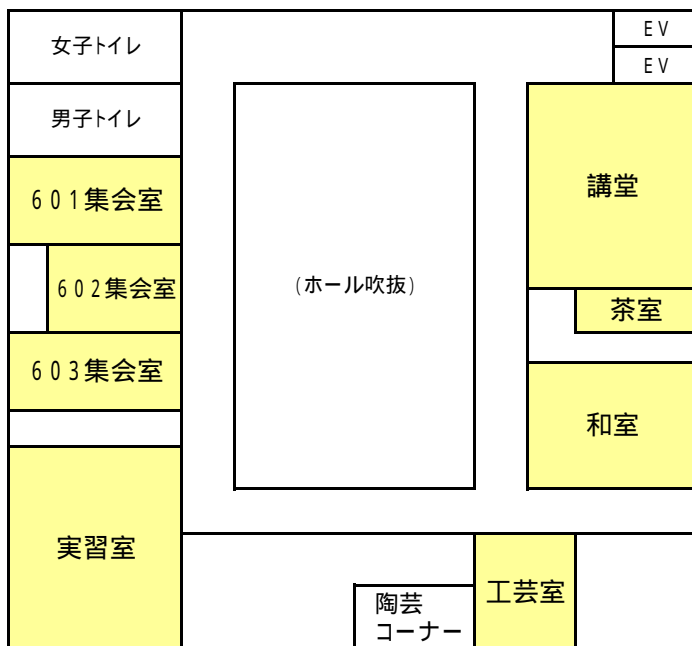 女子トイレ
EV
EV
男子トイレ
講堂
601集会室
602集会室
(ホール吹抜)
茶室
603集会室
和室
実習室
工芸室
陶芸
コーナー